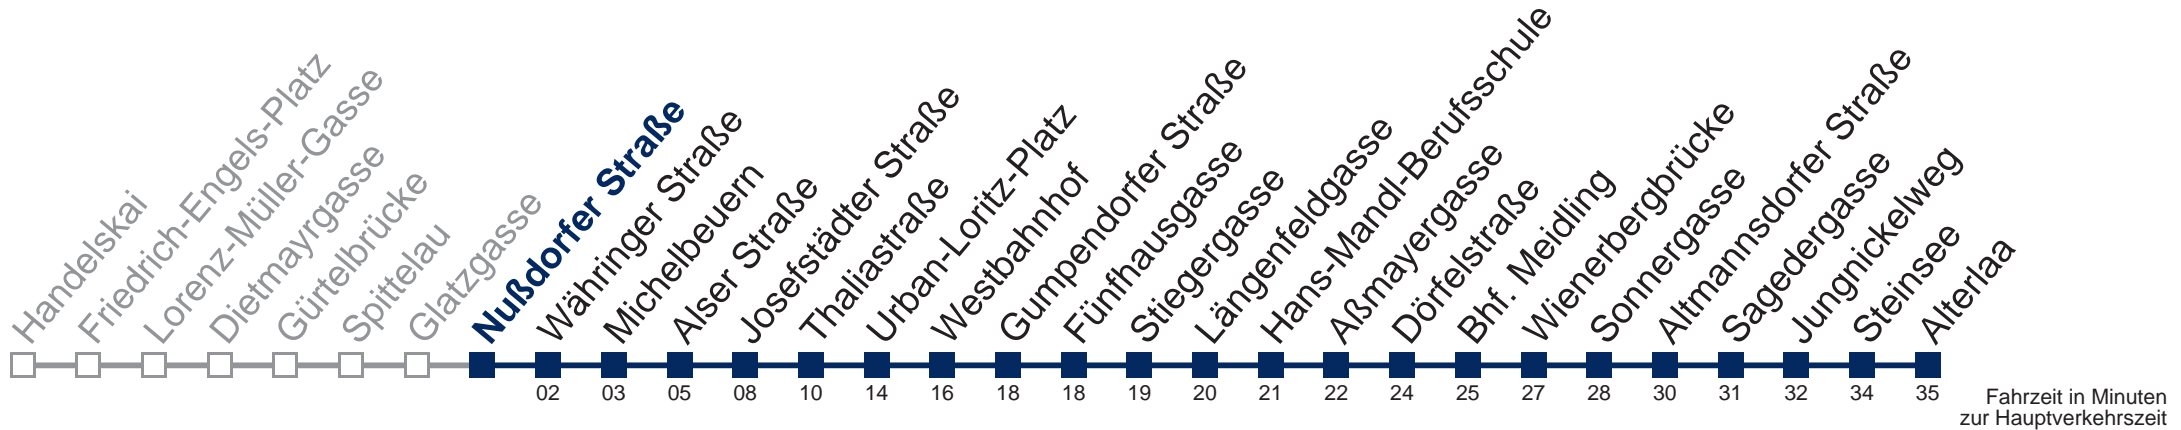 Handelskai
Friedrich-Engels-Platz
Lorenz-Müller-Gasse
Dietmayrgasse
Gürtelbrücke
Spittelau
Glatzgasse
Nußdorfer Straße
Währinger Straße
Michelbeuern
Alser Straße
Josefstädter Straße
Thaliastraße
Urban-Loritz-Platz
Westbahnhof
Gumpendorfer Straße
Fünfhausgasse
Stiegergasse
Längenfeldgasse
Hans-Mandl-Berufsschule
Aßmayergasse
Dörfelstraße
Bhf. Meidling
Wienerbergbrücke
Sonnergasse
Altmannsdorfer Straße
Sagedergasse
Jungnickelweg
Steinsee
Alterlaa
02 03 05 08 10 14 16 18 18 19 20 21 22 24 25 27 28 30 31 32 34 35
Fahrzeit in Minuten
zur Hauptverkehrszeit